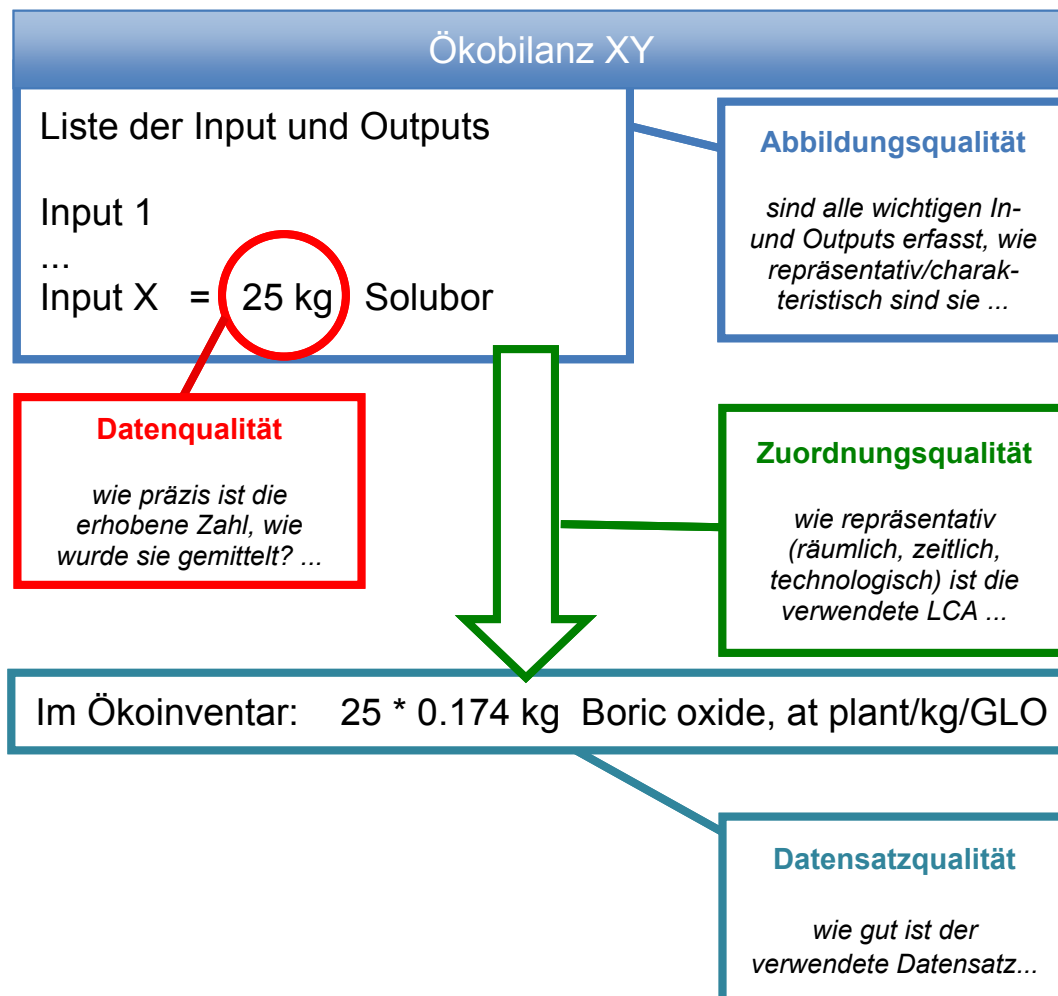 Ökobilanz XY
Liste der Input und Outputs
Input 1
...
Input X = 25 kg Solubor
Abbildungsqualität
sind alle wichtigen In-
und Outputs erfasst, wie
repräsentativ/charak-
teristisch sind sie ...
Datenqualität
wie präzis ist die
erhobene Zahl, wie
wurde sie gemittelt? ...
Zuordnungsqualität
wie repräsentativ
(räumlich, zeitlich,
technologisch) ist die
verwendete LCA ...
Im Ökoinventar: 25 * 0.174 kg Boric oxide, at plant/kg/GLO
Datensatzqualität
wie gut ist der
verwendete Datensatz...